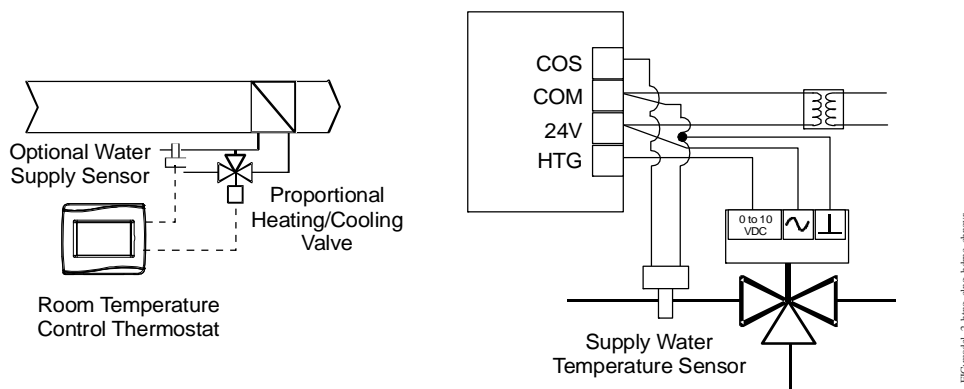 Optional Water
Supply Sensor
Proportional
Heating/Cooling
Valve
Room Temperature
Control Thermostat
COS
COM
24V
HTG
0 to 10
VDC
Supply Water
Temperature Sensor